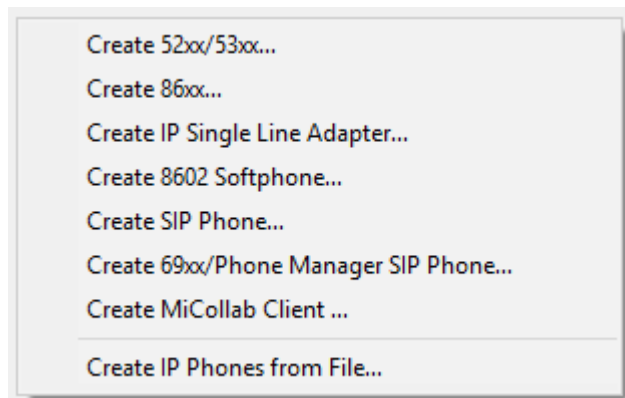 Create 52xx/53xx...
Create 86xx...
Create IP Single Line Adapter...
Create 8602 Softphone...
Create SIP Phone...
Create 69xx/Phone Manager SIP Phone...
Create MiCollab Client ...
Create IP Phones from File...